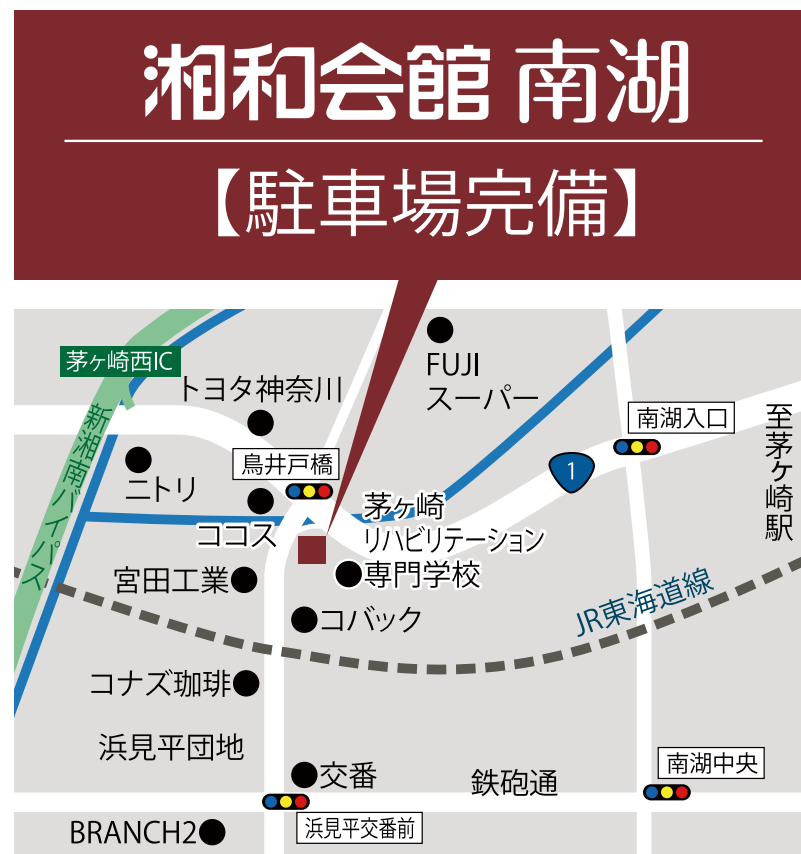 湘和会館 南湖
【駐車場完備】
茅ヶ崎西IC
新湘南バイパス
トヨタ神奈川
FUJI
スーパー
南湖入口
至茅ヶ崎駅
ニトリ
鳥井戸橋
1
ココス
茅ヶ崎
リハビリテーション
専門学校
宮田工業
コバック
JR東海道線
コナズ珈琲
浜見平団地
交番
鉄砲通
南湖中央
浜見平交番前
BRANCH2